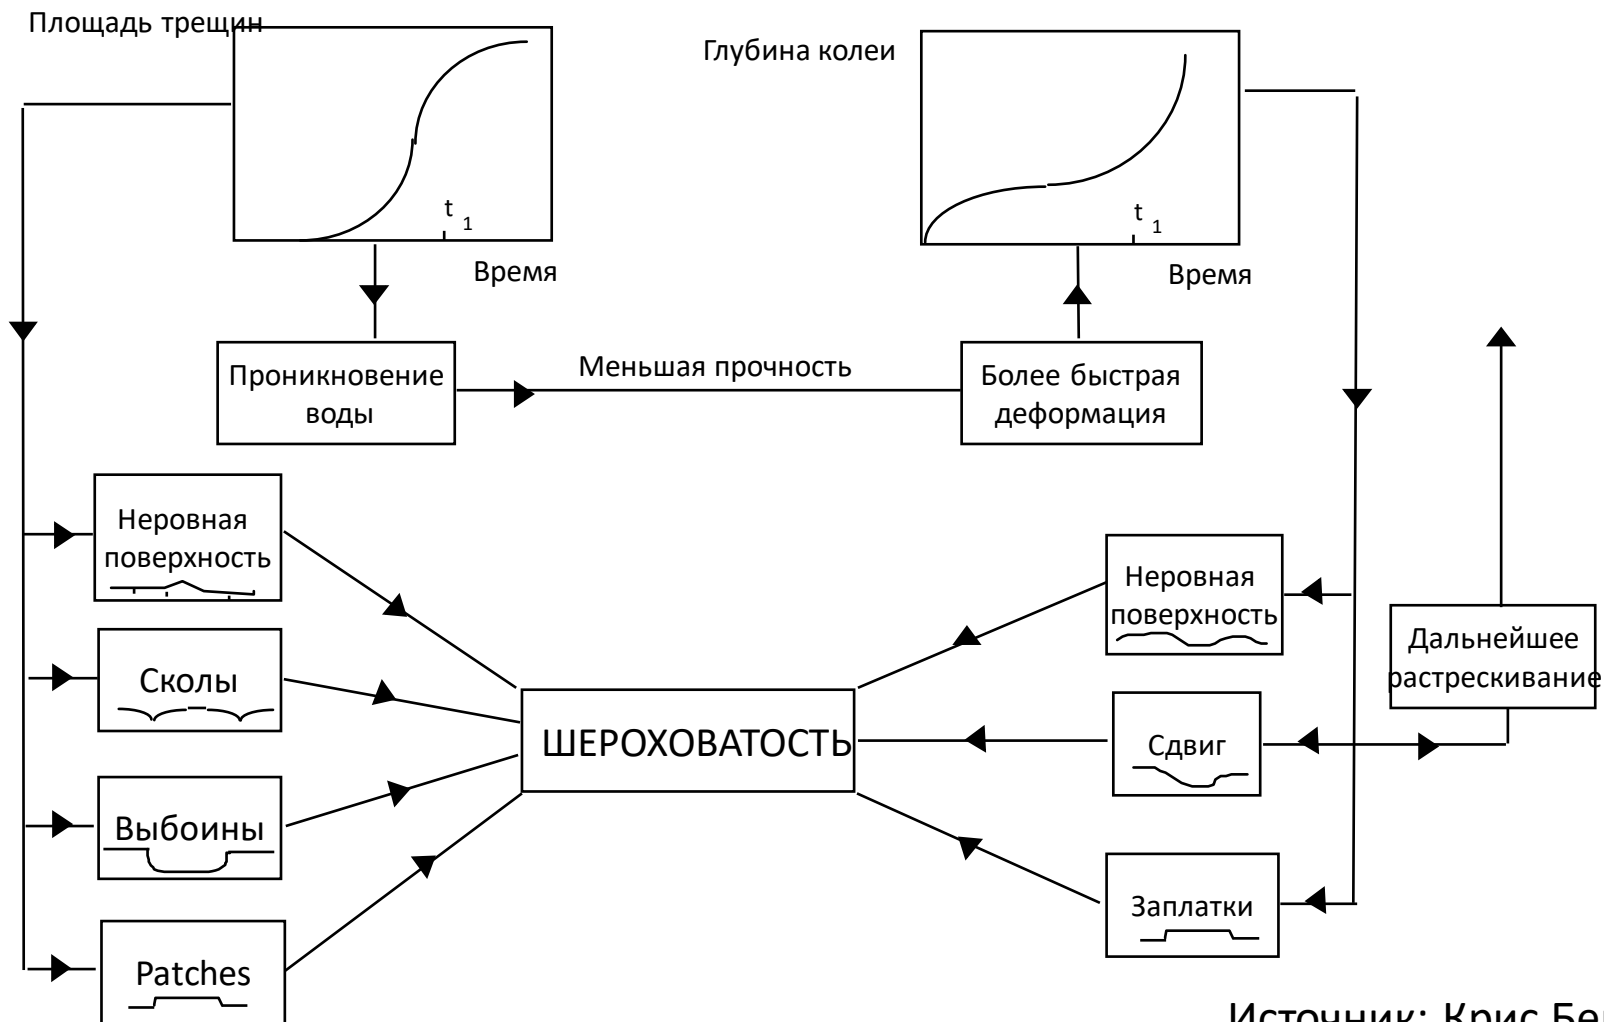 Площадь трещин
Глубина колеи
t 1
t 1
Время
Время
Проникновение
воды
Меньшая прочность
Более быстрая
деформация
Неровная
поверхность
Неровная
поверхность
Дальнейшее
растрескивание
Сколы
ШЕРОХОВАТОСТЬ
Сдвиг
Выбоины
Заплатки
Patches
Источник: Крис